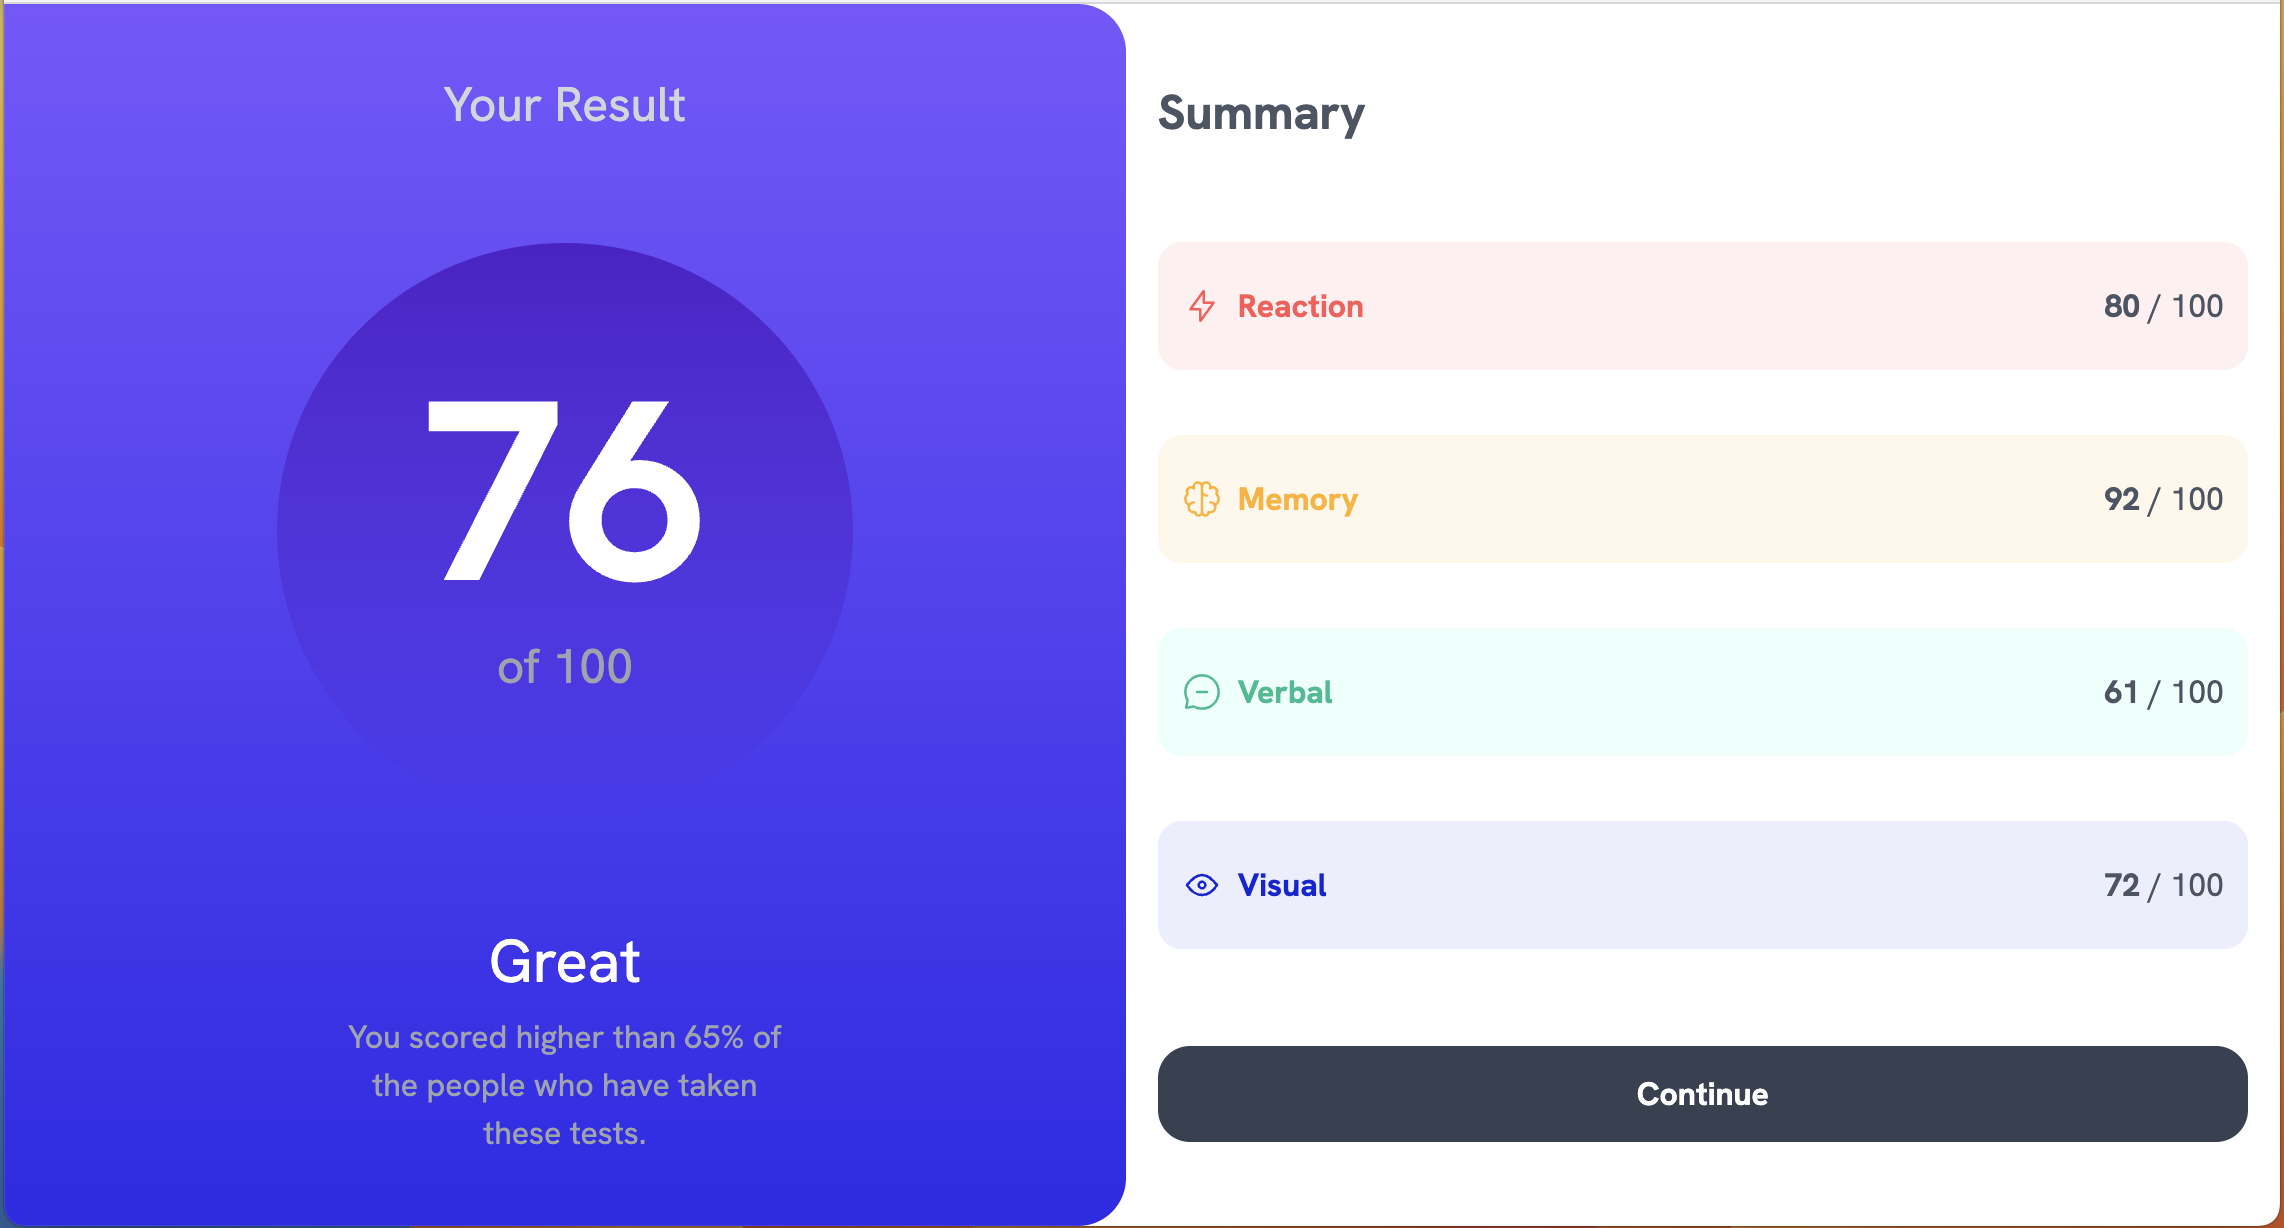 Your Result
76
of 100
Great
You scored higher than 65% of
the people who have taken
these tests.
Summary
Reaction 80 / 100
Memory 92 / 100
Verbal 61 / 100
Visual 72 / 100
Continue